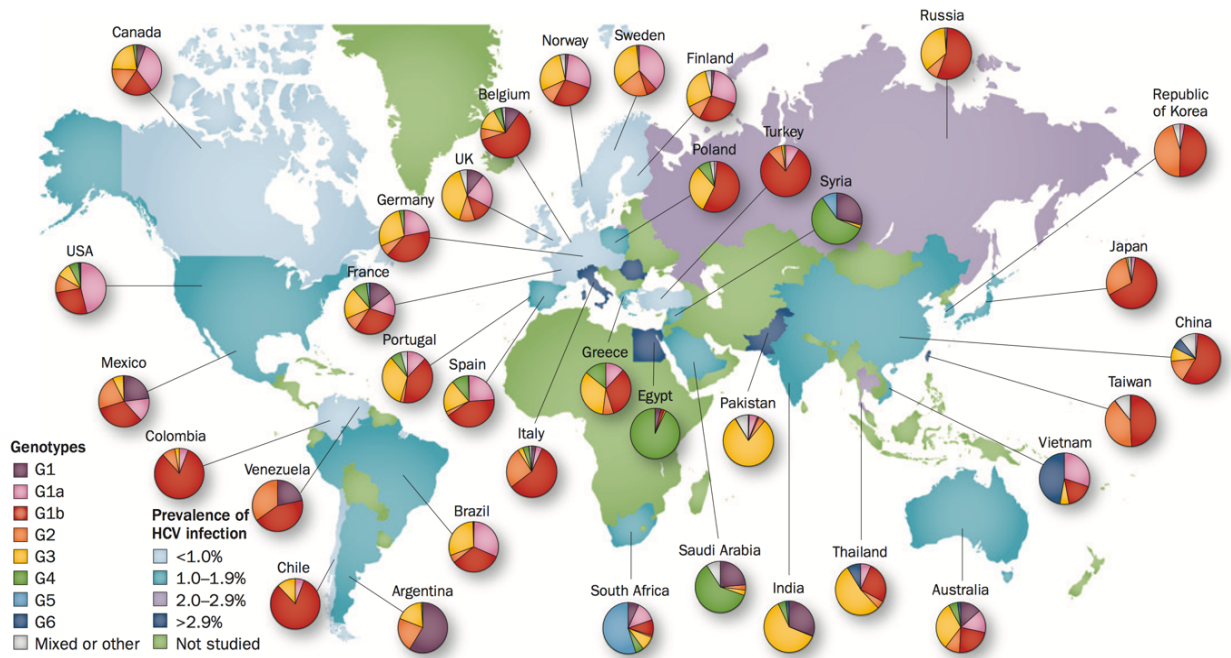 Canada
Norway
Sweden
Finland
Russia
Belgium
Republic
of Korea
UK
Poland
Turkey
Syria
Germany
USA
France
Japan
Portugal
Spain
Greece
Egypt
Pakistan
China
Taiwan
Mexico
Colombia
Venezuela
Italy
Vietnam
Brazil
Chile
Argentina
South Africa
Saudi Arabia
India
Thailand
Australia
Genotypes
G1
G1a
G1b
G2
G3
G4
G5
G6
Mixed or other
Prevalence of
HCV infection
<1.0%
1.0–1.9%
2.0–2.9%
>2.9%
Not studied